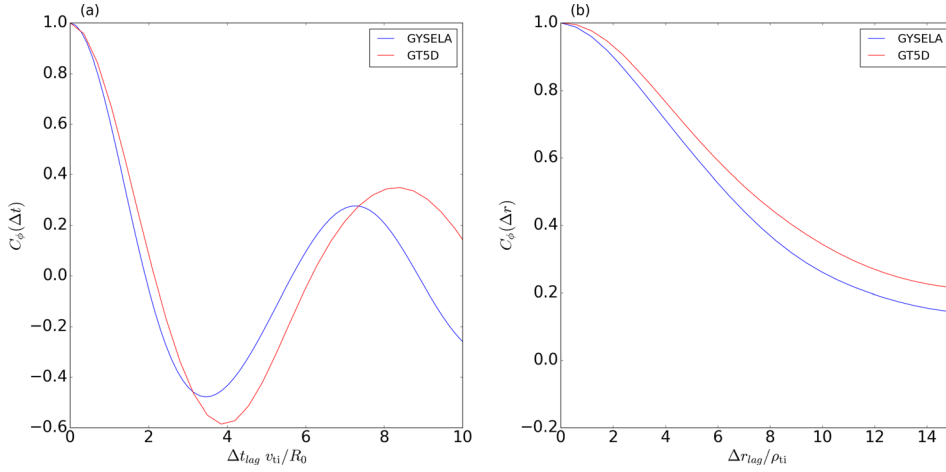 (a)
GYSELA
GT5D
1.0
0.8
0.6
0.4
0.2
0.0
−0.2
−0.4
−0.6
0 2 4 6 8 10
C_ϕ(Δt)
Δt_lag v_ti/R_0
(b)
GYSELA
GT5D
1.0
0.8
0.6
0.4
0.2
0.0
−0.2
0 2 4 6 8 10 12 14
C_ϕ(Δr)
Δr_lag/ρ_ti